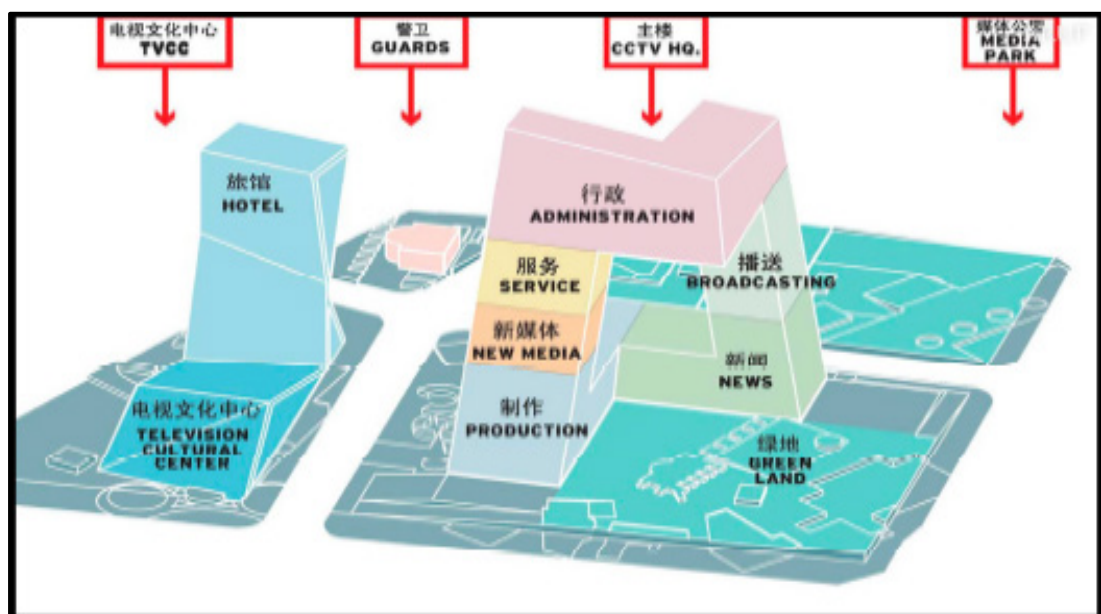 电视文化中心
TVCC
警卫
GUARDS
主楼
CCTV HQ.
媒体公园
MEDIA
PARK
旅馆
HOTEL
行政
ADMINISTRATION
服务
SERVICE
播送
BROADCASTING
新媒体
NEW MEDIA
新闻
NEWS
制作
PRODUCTION
电视文化中心
TELEVISION
CULTURAL
CENTER
绿地
GREEN
LAND